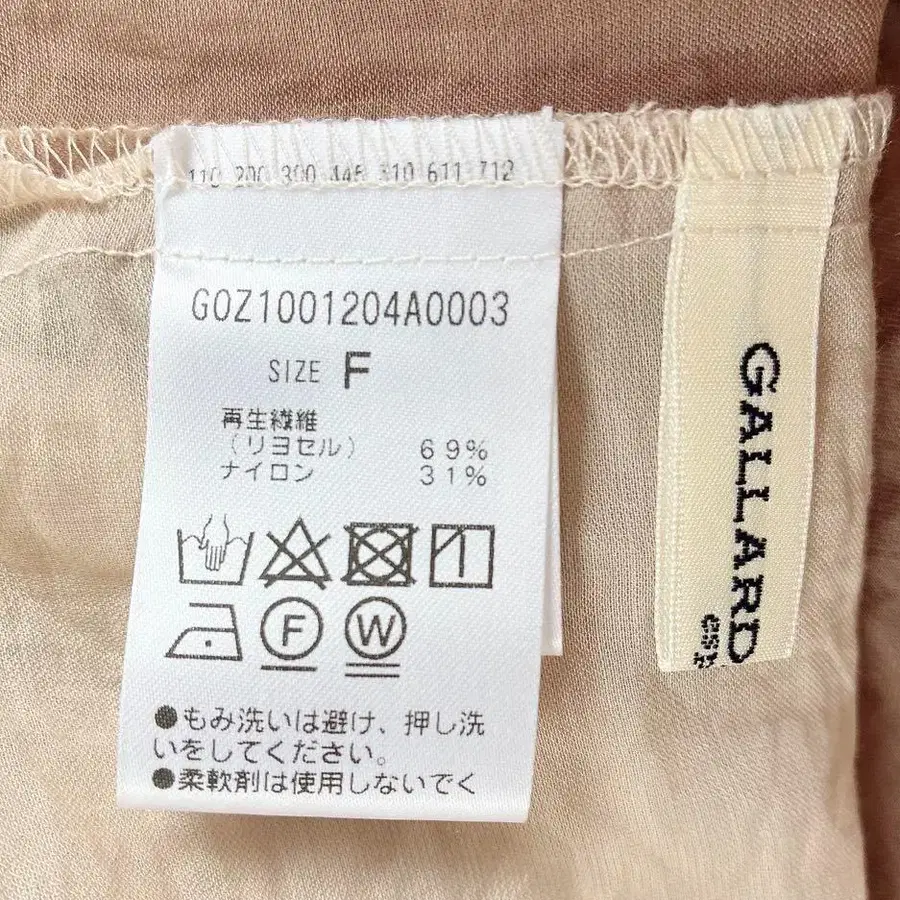 110 200 300 446 510 611 712
G0Z1001204A0003
SIZE F
再生繊維
(リヨセル) 69%
ナイロン 31%
F W
●もみ洗いは避け、押し洗
いをしてください。
●柔軟剤は使用しないでく
GALLARD